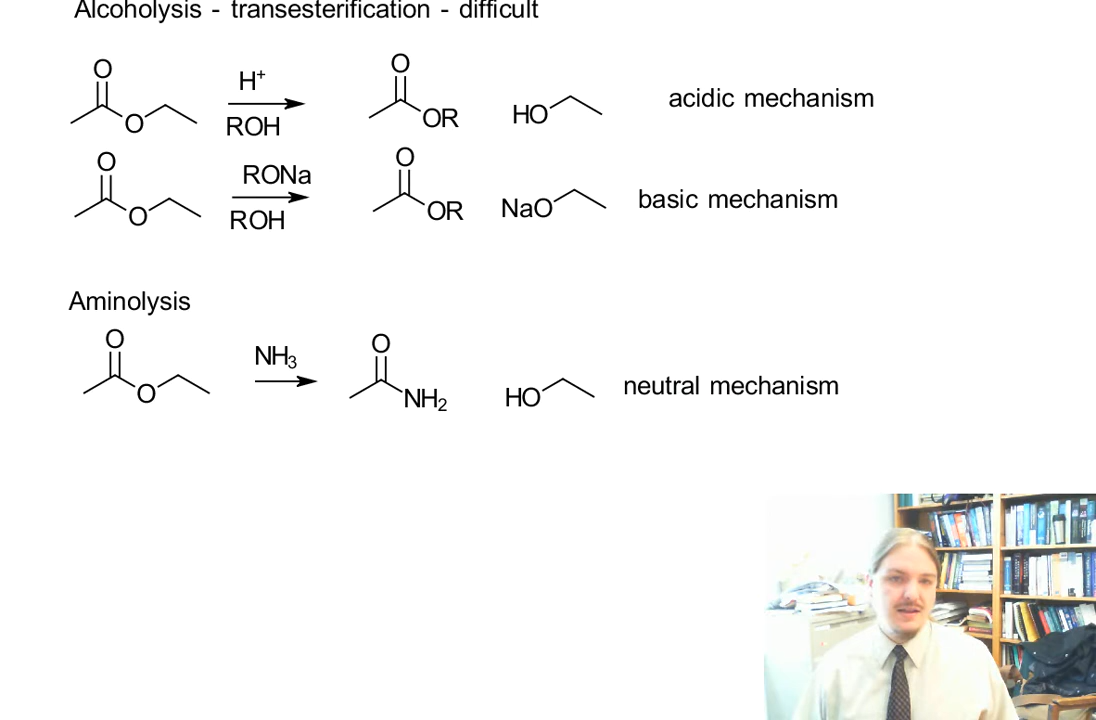 Alcoholysis - transesterification - difficult
O O
H⁺
O ROH OR HO acidic mechanism
O O
RONa
O ROH OR NaO basic mechanism
Aminolysis
O O
NH₃
O NH₂ HO neutral mechanism